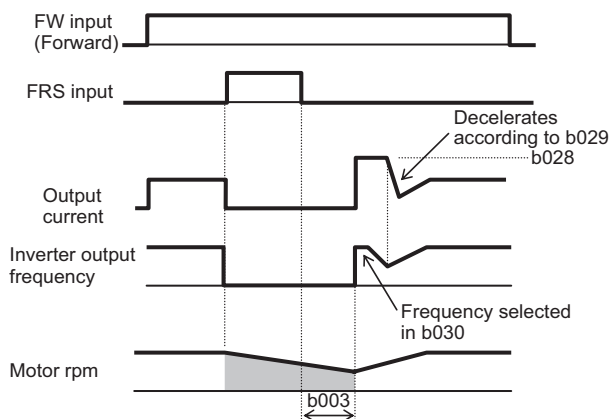 FW input
(Forward)
FRS input
Decelerates
according to b029
b028
Output
current
Inverter output
frequency
Frequency selected
in b030
Motor rpm
b003